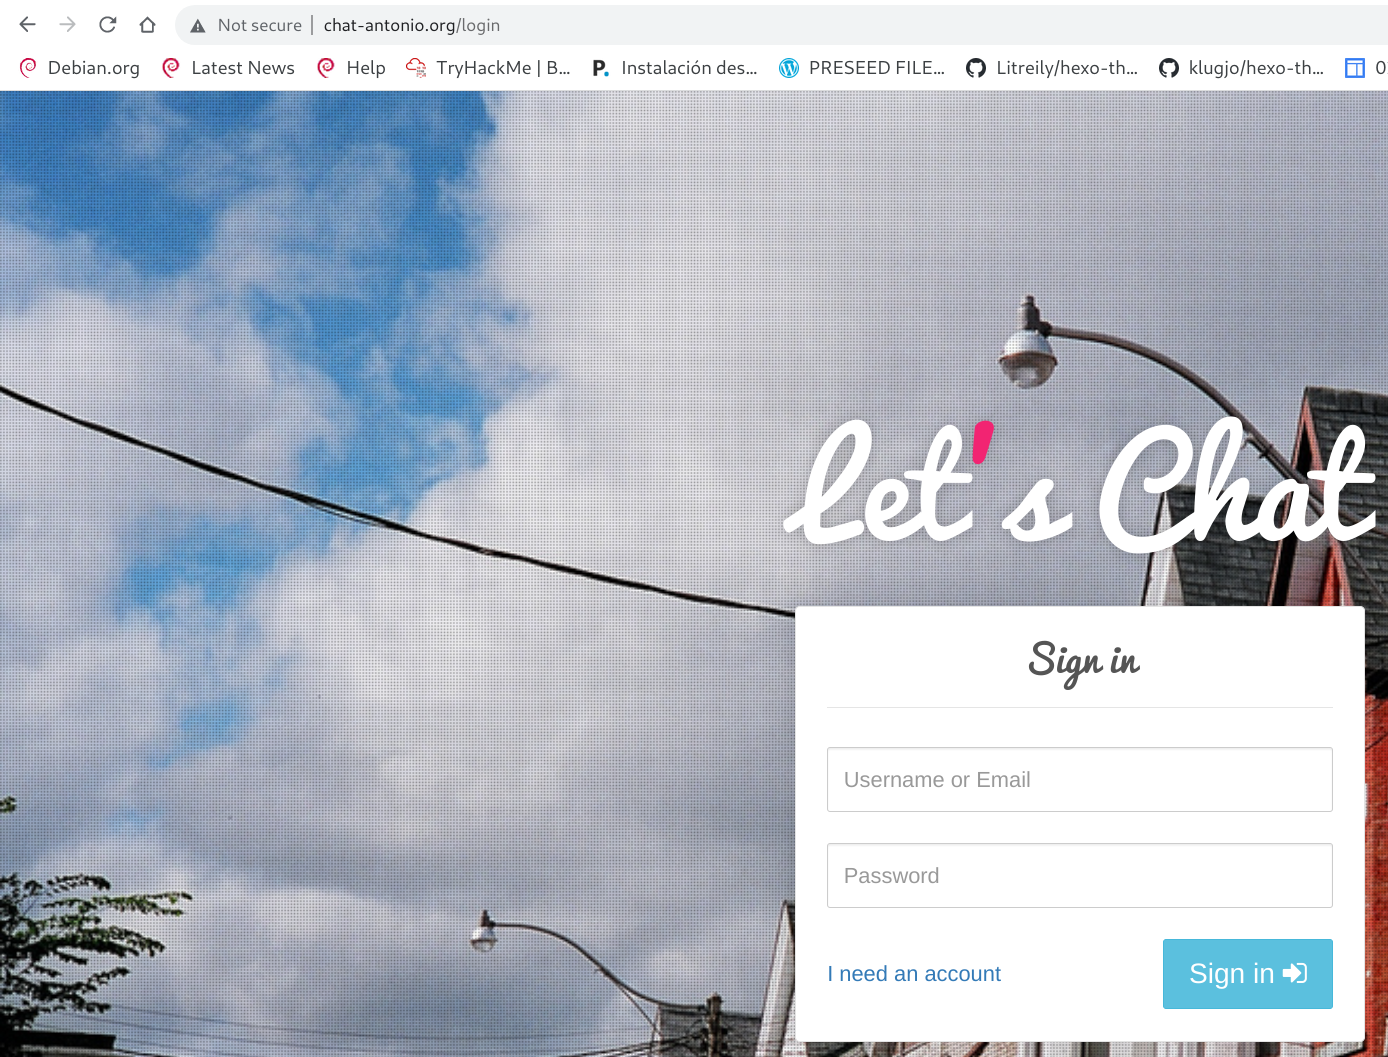 Not secure | chat-antonio.org/login
Debian.org Latest News Help TryHackMe | B... P. Instalación des... PRESEED FILE... Litreily/hexo-th... klugjo/hexo-th... 0
Let's Chat
Sign in
Username or Email
Password
I need an account Sign in